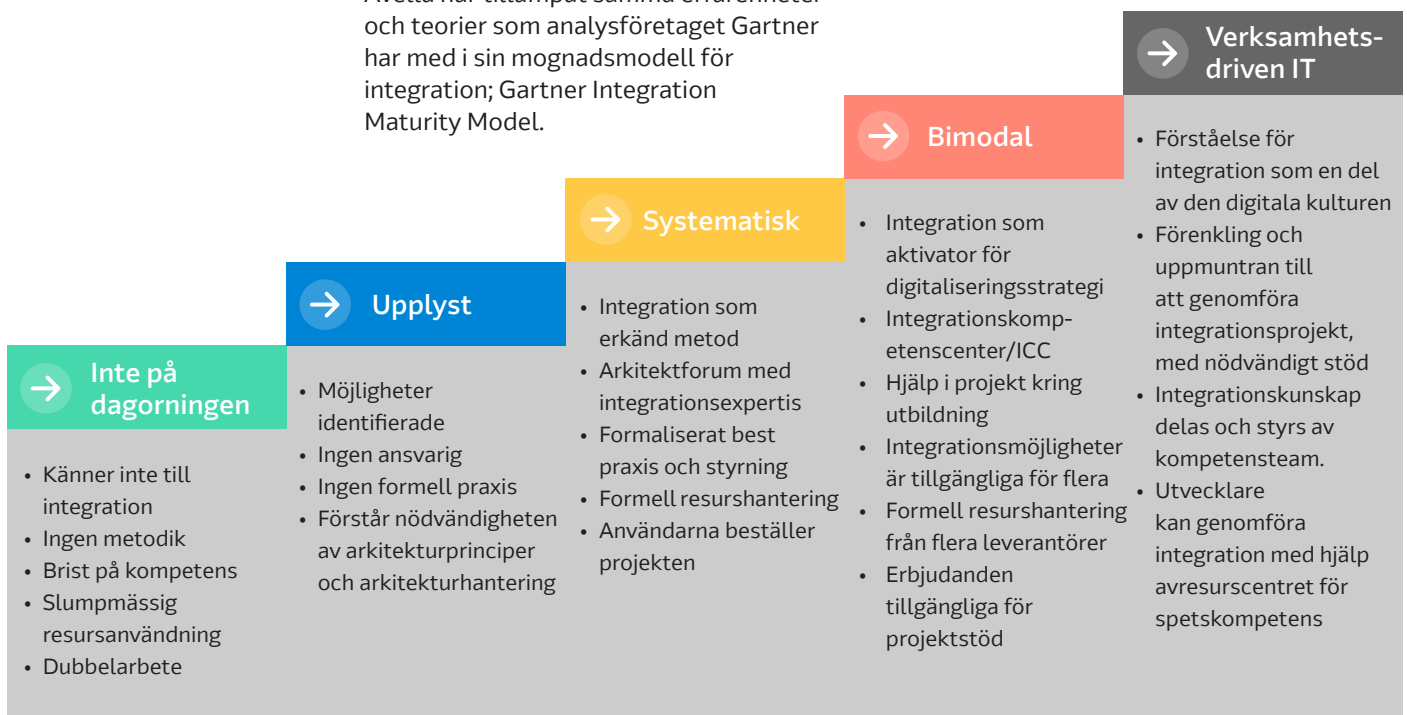 och teorier som analysföretaget Gartner
har med i sin mognadsmodell för
integration; Gartner Integration
Maturity Model.
Inte på
dagorningen
• Känner inte till
integration
• Ingen metodik
• Brist på kompetens
• Slumpmässig
resursanvändning
• Dubbelarbete
Upplyst
• Möjligheter
identifierade
• Ingen ansvarig
• Ingen formell praxis
• Förstår nödvändigheten
av arkitekturprinciper
och arkitekturhantering
Systematisk
• Integration som
erkänd metod
• Arkitektforum med
integrationsexpertis
• Formaliserat best
praxis och styrning
• Formell resurshantering
• Användarna beställer
projekten
Bimodal
• Integration som
aktivator för
digitaliseringsstrategi
• Integrationskomp-
etenscenter/ICC
• Hjälp i projekt kring
utbildning
• Integrationsmöjligheter
är tillgängliga för flera
• Formell resurshantering
från flera leverantörer
• Erbjudanden
tillgängliga för
projektstöd
Verksamhets-
driven IT
• Förståelse för
integration som en del
av den digitala kulturen
• Förenkling och
uppmuntran till
att genomföra
integrationsprojekt,
med nödvändigt stöd
• Integrationskunskap
delas och styrs av
kompetensteam.
• Utvecklare
kan genomföra
integration med hjälp
avresurscentret för
spetskompetens